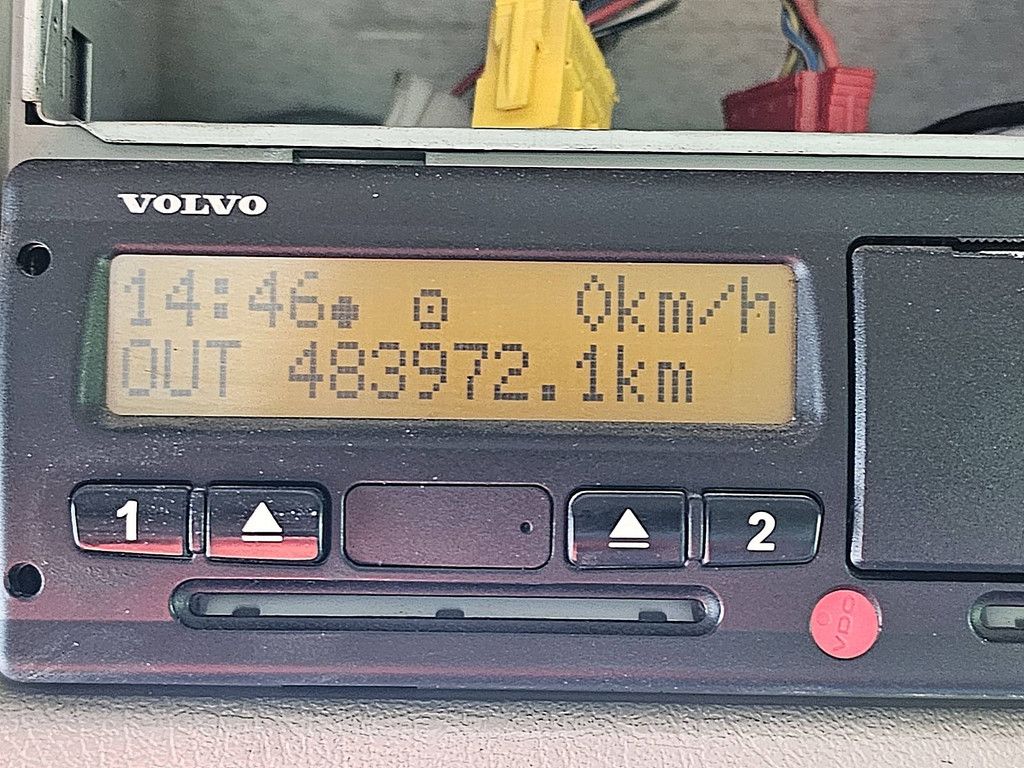 VOLVO
14:46● ⊙ 0km/h
OUT 483972.1km
1 ⏏ ⏏ 2
VDO